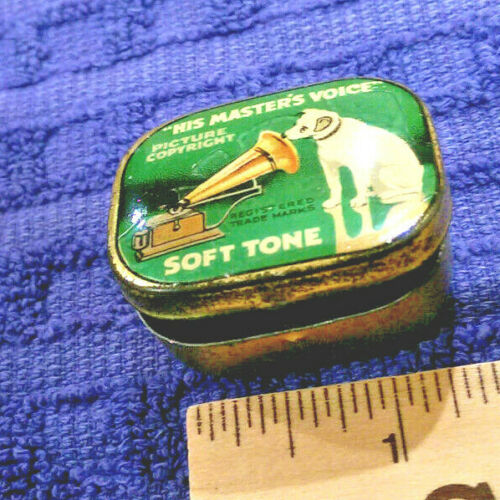 "HIS MASTER'S VOICE"
PICTURE
COPYRIGHT
REGISTERED
TRADE MARKS
SOFT TONE
1